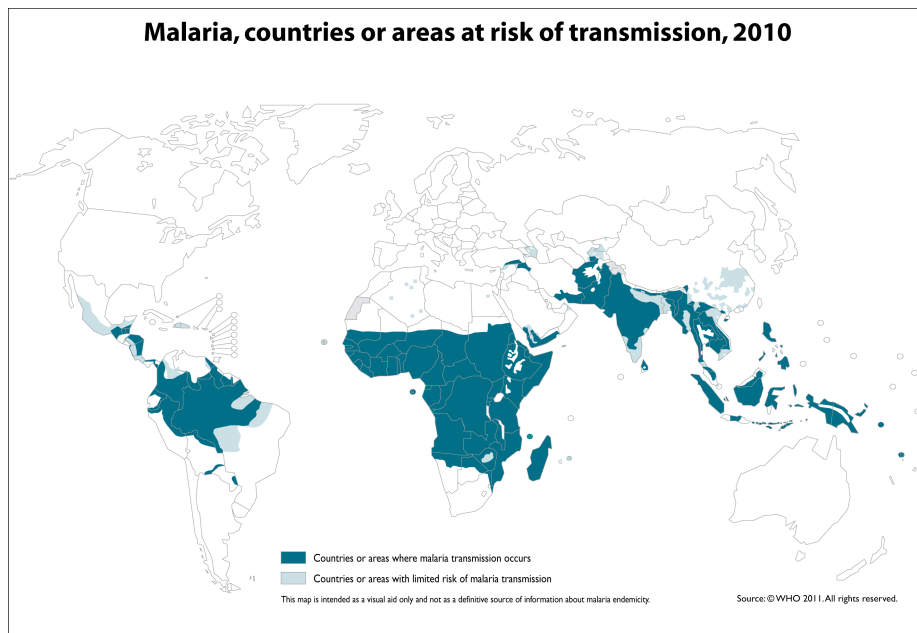 Malaria, countries or areas at risk of transmission, 2010
Countries or areas where malaria transmission occurs
Countries or areas with limited risk of malaria transmission
This map is intended as a visual aid only and not as a definitive source of information about malaria endemicity.
Source: © WHO 2011. All rights reserved.